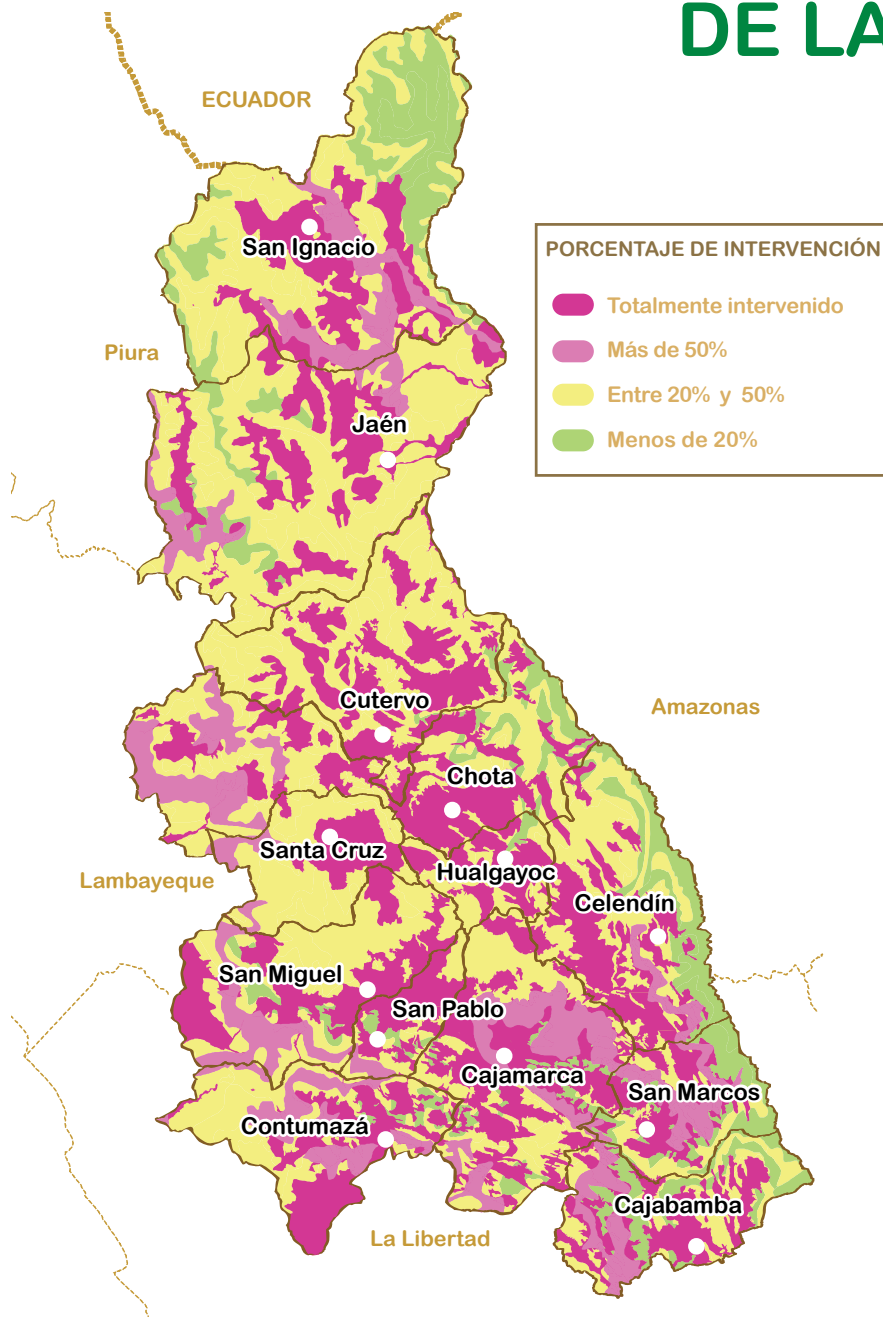 DE LA
ECUADOR
San Ignacio
PORCENTAJE DE INTERVENCIÓN
Totalmente intervenido
Más de 50%
Entre 20% y 50%
Menos de 20%
Piura
Jaén
Cutervo
Amazonas
Chota
Santa Cruz
Hualgayoc
Lambayeque
Celendín
San Miguel
San Pablo
Cajamarca
San Marcos
Contumazá
Cajabamba
La Libertad